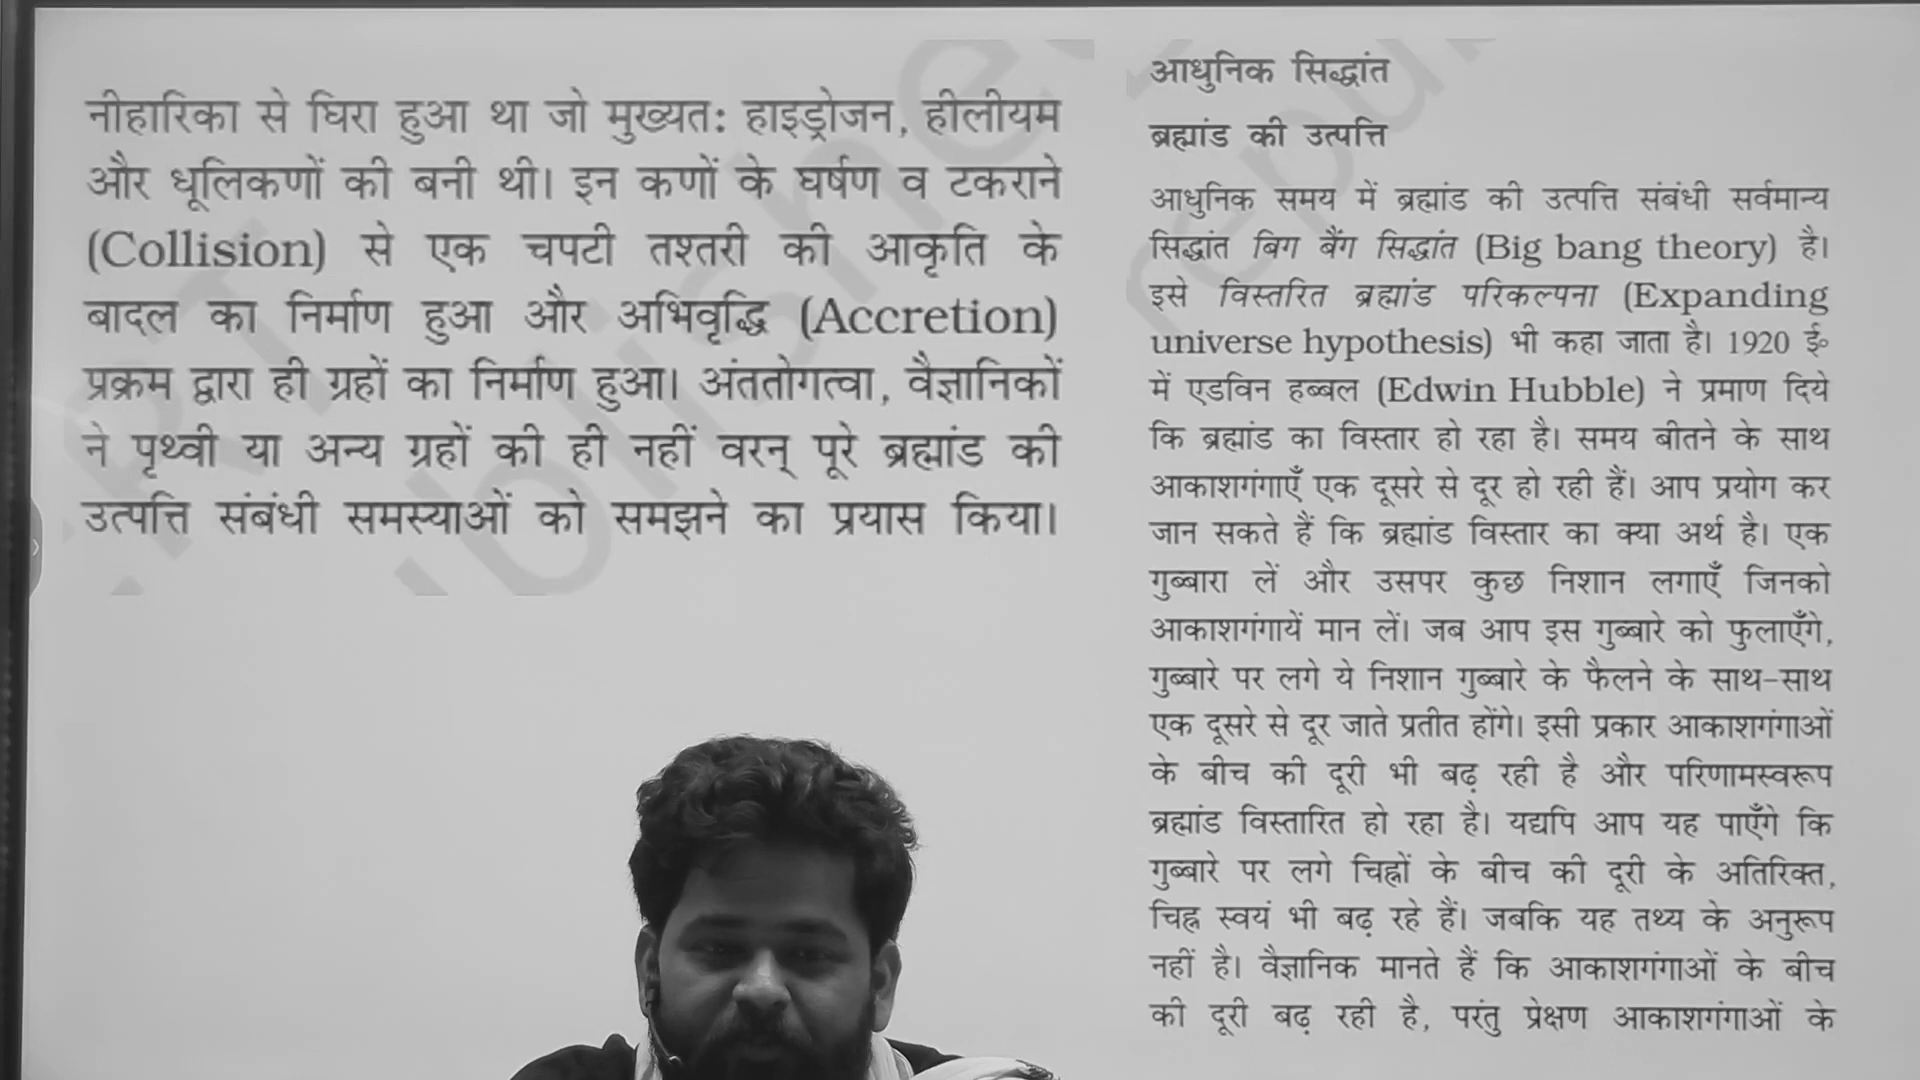 नीहारिका से घिरा हुआ था जो मुख्यतः हाइड्रोजन, हीलीयम
और धूलिकणों की बनी थी। इन कणों के घर्षण व टकराने
(Collision) से एक चपटी तश्तरी की आकृति के
बादल का निर्माण हुआ और अभिवृद्धि (Accretion)
प्रक्रम द्वारा ही ग्रहों का निर्माण हुआ। अंततोगत्वा, वैज्ञानिकों
ने पृथ्वी या अन्य ग्रहों की ही नहीं वरन् पूरे ब्रह्मांड की
उत्पत्ति संबंधी समस्याओं को समझने का प्रयास किया।
आधुनिक सिद्धांत
ब्रह्मांड की उत्पत्ति
आधुनिक समय में ब्रह्मांड की उत्पत्ति संबंधी सर्वमान्य
सिद्धांत बिग बैंग सिद्धांत (Big bang theory) है।
इसे विस्तरित ब्रह्मांड परिकल्पना (Expanding
universe hypothesis) भी कहा जाता है। 1920 ई॰
में एडविन हब्बल (Edwin Hubble) ने प्रमाण दिये
कि ब्रह्मांड का विस्तार हो रहा है। समय बीतने के साथ
आकाशगंगाएँ एक दूसरे से दूर हो रही हैं। आप प्रयोग कर
जान सकते हैं कि ब्रह्मांड विस्तार का क्या अर्थ है। एक
गुब्बारा लें और उसपर कुछ निशान लगाएँ जिनको
आकाशगंगायें मान लें। जब आप इस गुब्बारे को फुलाएँगे,
गुब्बारे पर लगे ये निशान गुब्बारे के फैलने के साथ-साथ
एक दूसरे से दूर जाते प्रतीत होंगे। इसी प्रकार आकाशगंगाओं
के बीच की दूरी भी बढ़ रही है और परिणामस्वरूप
ब्रह्मांड विस्तारित हो रहा है। यद्यपि आप यह पाएँगे कि
गुब्बारे पर लगे चिह्नों के बीच की दूरी के अतिरिक्त,
चिह्न स्वयं भी बढ़ रहे हैं। जबकि यह तथ्य के अनुरूप
नहीं है। वैज्ञानिक मानते हैं कि आकाशगंगाओं के बीच
की दूरी बढ़ रही है, परंतु प्रेक्षण आकाशगंगाओं के